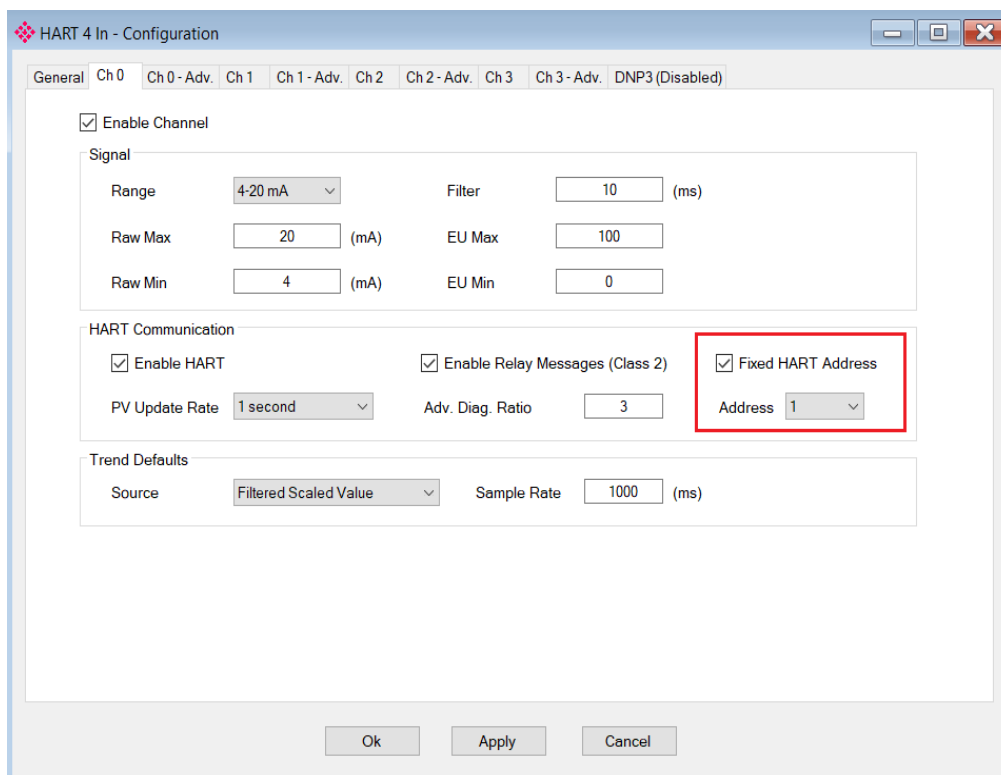 HART 4 In - Configuration
General Ch 0 Ch 0 - Adv. Ch 1 Ch 1 - Adv. Ch 2 Ch 2 - Adv. Ch 3 Ch 3 - Adv. DNP3 (Disabled)
Enable Channel
Signal
Range 4-20 mA Filter 10 (ms)
Raw Max 20 (mA) EU Max 100
Raw Min 4 (mA) EU Min 0
HART Communication
Enable HART Enable Relay Messages (Class 2) Fixed HART Address
PV Update Rate 1 second Adv. Diag. Ratio 3 Address 1
Trend Defaults
Source Filtered Scaled Value Sample Rate 1000 (ms)
Ok Apply Cancel